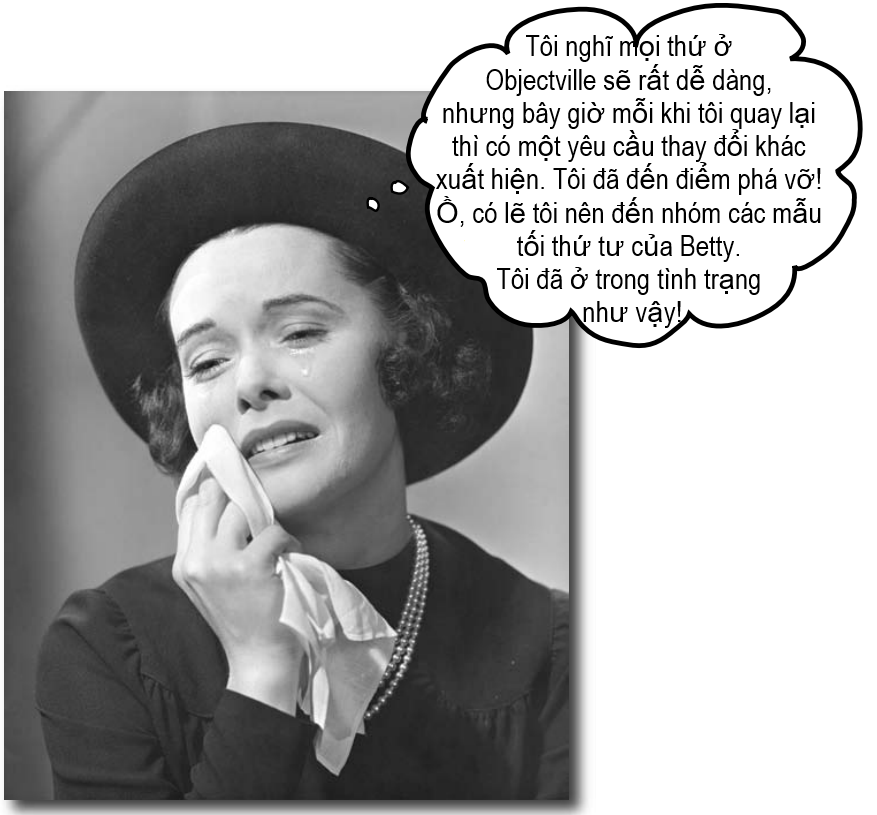 Tôi nghĩ mọi thứ ở
Objectville sẽ rất dễ dàng,
nhưng bây giờ mỗi khi tôi quay lại
thì có một yêu cầu thay đổi khác
xuất hiện. Tôi đã đến điểm phá vỡ!
Ồ, có lẽ tôi nên đến nhóm các mẫu
tối thứ tư của Betty.
Tôi đã ở trong tình trạng
như vậy!